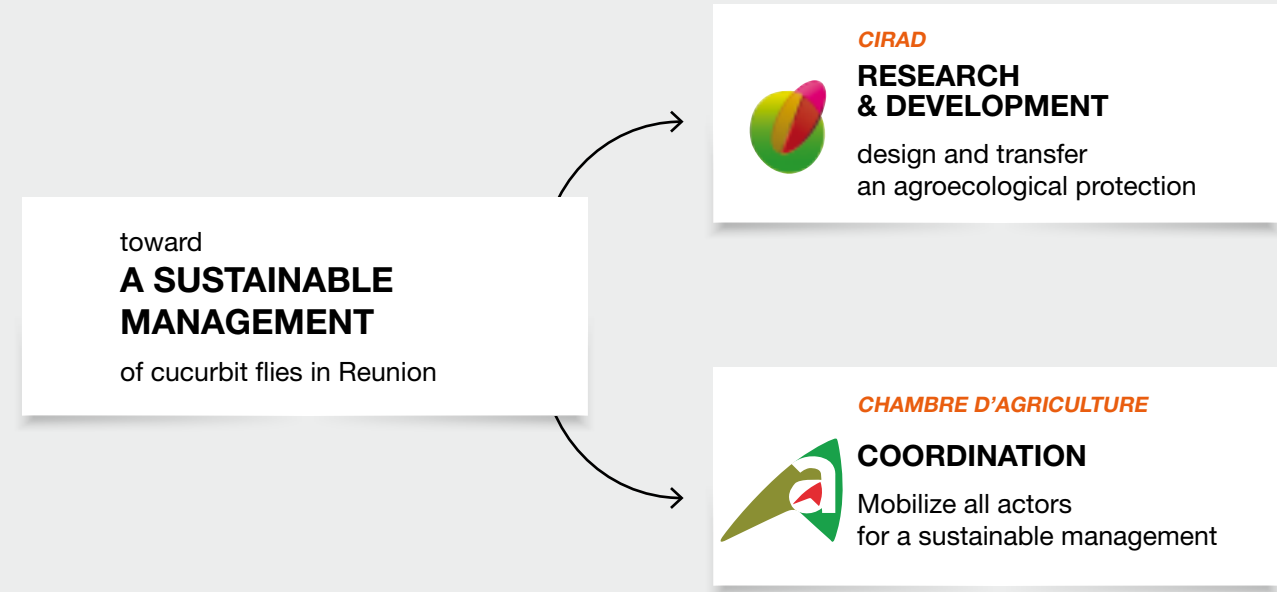 toward
A SUSTAINABLE
MANAGEMENT
of cucurbit flies in Reunion
CIRAD
RESEARCH
& DEVELOPMENT
design and transfer
an agroecological protection
CHAMBRE D’AGRICULTURE
COORDINATION
Mobilize all actors
for a sustainable management
a